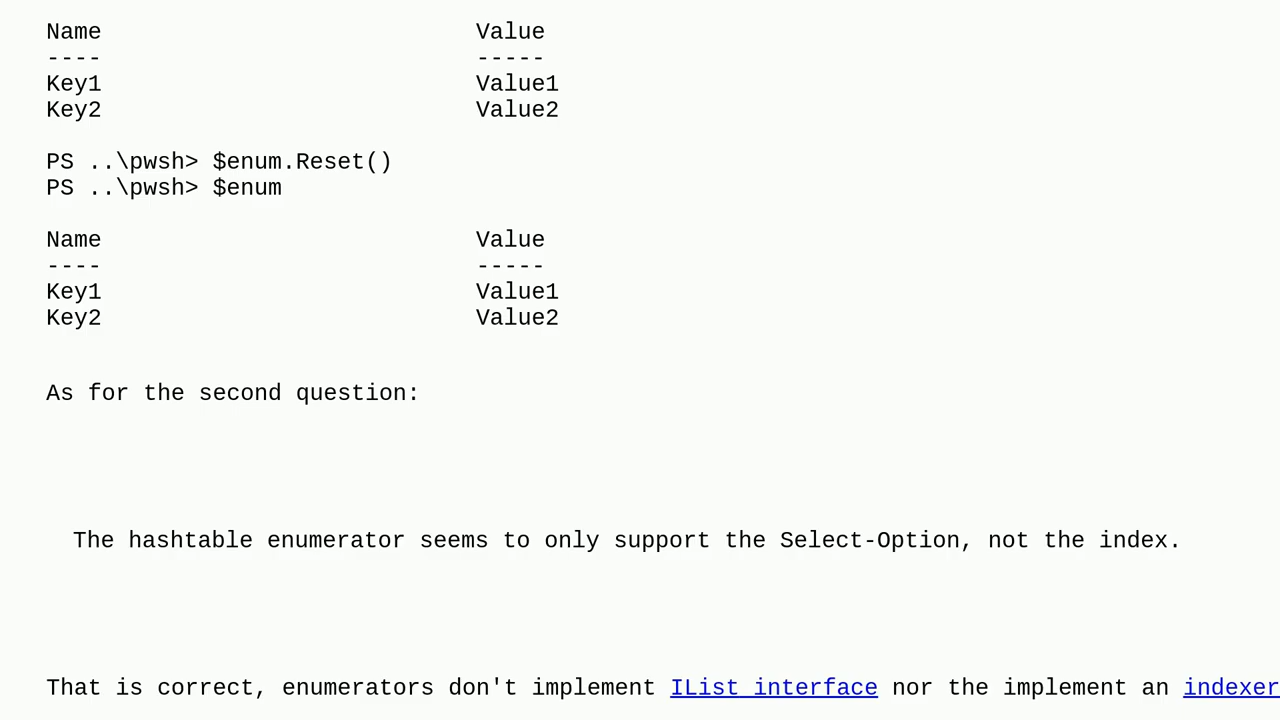 Name                           Value
----                           -----
Key1                           Value1
Key2                           Value2
PS ..\pwsh> $enum.Reset()
PS ..\pwsh> $enum
Name                           Value
----                           -----
Key1                           Value1
Key2                           Value2
As for the second question:
The hashtable enumerator seems to only support the Select-Option, not the index.
That is correct, enumerators don't implement IList interface nor the implement an indexer